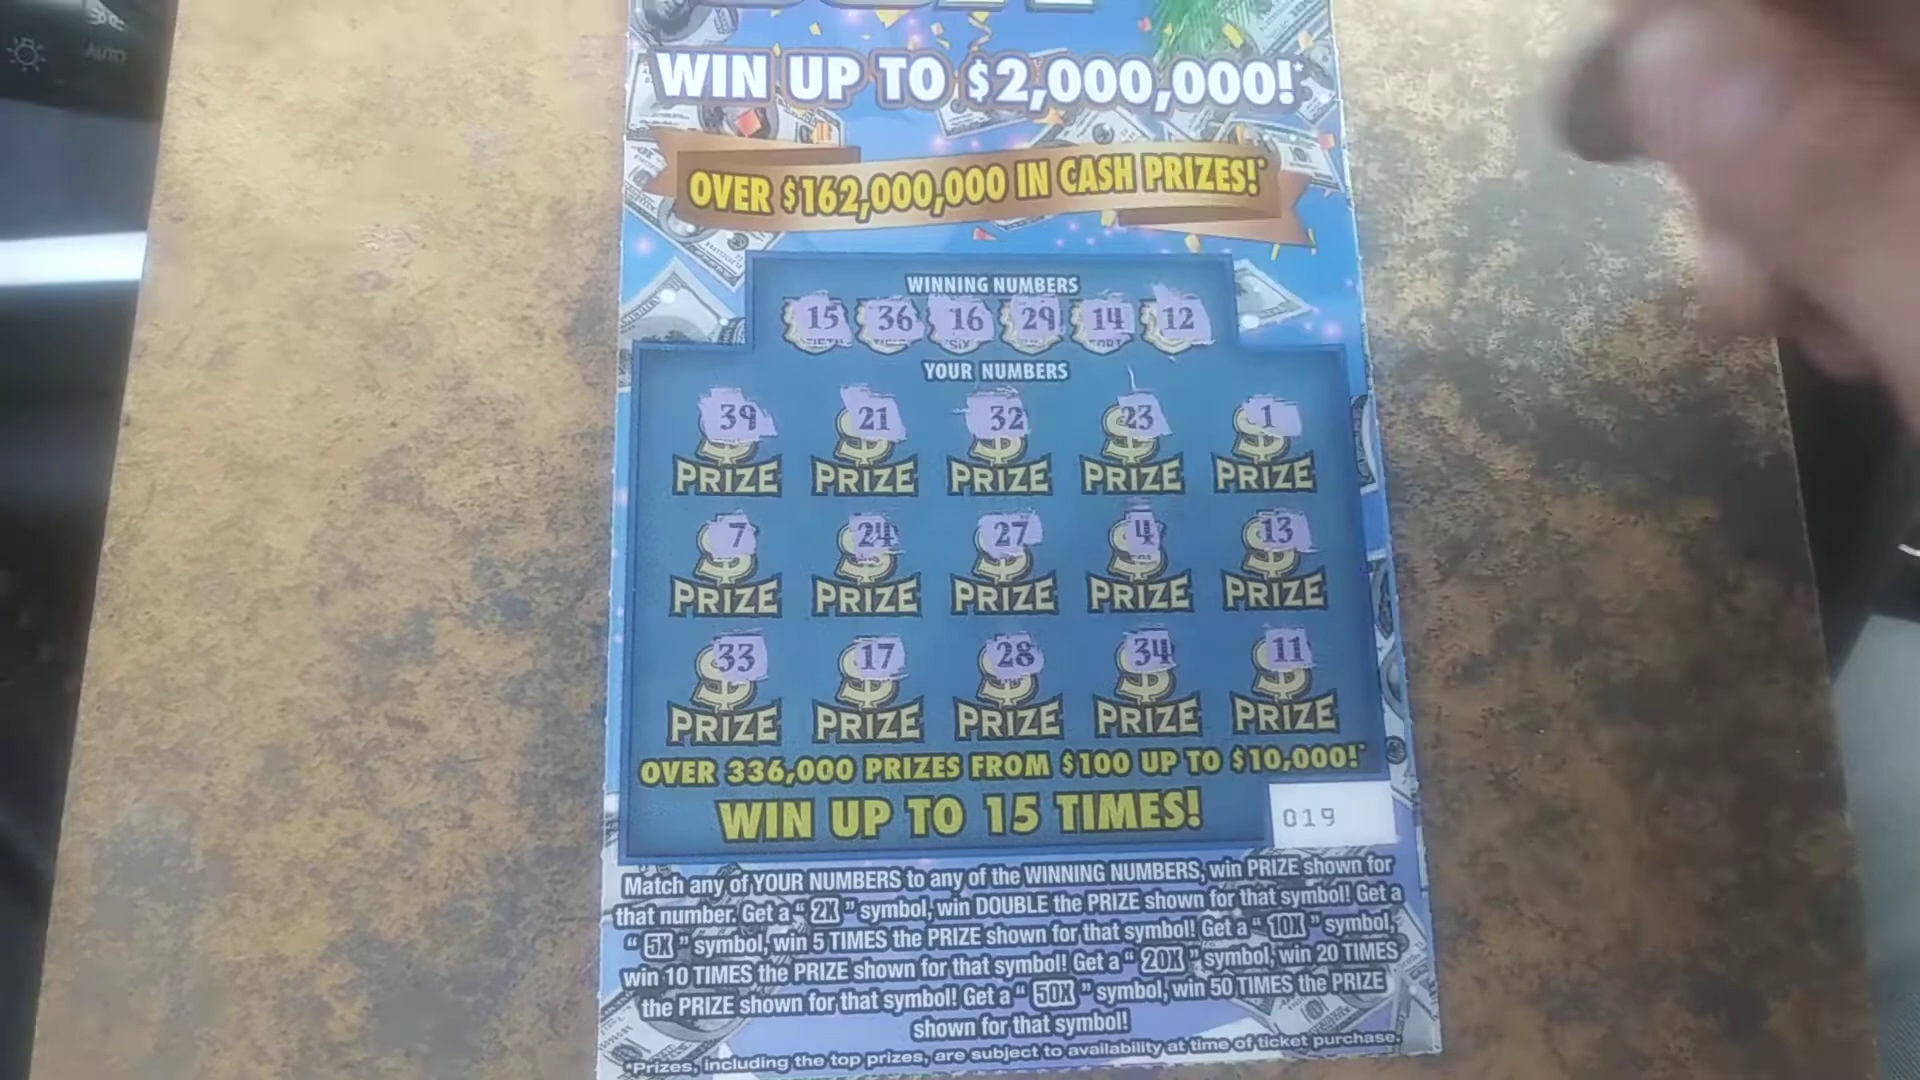 AUTO
WIN UP TO $2,000,000!*
OVER $162,000,000 IN CASH PRIZES!*
WINNING NUMBERS
15 36 16 29 14 12
YOUR NUMBERS
39 21 32 23 1
PRIZE PRIZE PRIZE PRIZE PRIZE
7 24 27 4 13
PRIZE PRIZE PRIZE PRIZE PRIZE
33 17 28 34 11
PRIZE PRIZE PRIZE PRIZE PRIZE
OVER 336,000 PRIZES FROM $100 UP TO $10,000!*
WIN UP TO 15 TIMES!
019
Match any of YOUR NUMBERS to any of the WINNING NUMBERS, win PRIZE shown for
that number. Get a “ 2X ” symbol, win DOUBLE the PRIZE shown for that symbol! Get a
“ 5X ” symbol, win 5 TIMES the PRIZE shown for that symbol! Get a “ 10X ” symbol,
win 10 TIMES the PRIZE shown for that symbol! Get a “ 20X ” symbol, win 20 TIMES
the PRIZE shown for that symbol! Get a “ 50X ” symbol, win 50 TIMES the PRIZE
shown for that symbol!
*Prizes, including the top prizes, are subject to availability at time of ticket purchase.